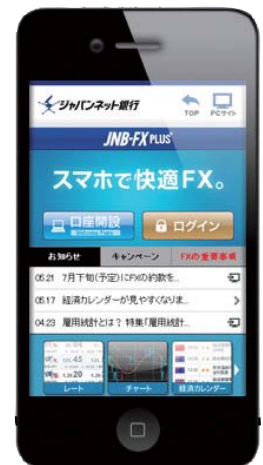 ジャパンネット銀行
TOP PCサイト
JNB-FX PLUS
スマホで快適FX。
口座開設 ログイン
お知らせ キャンペーン FXの重要事項
05.21 7月下旬(予定)にFXの約款を...
05.17 経済カレンダーが見やすくなりま...
04.23 雇用統計とは？ 特集「雇用統計...
レート チャート 経済カレンダー